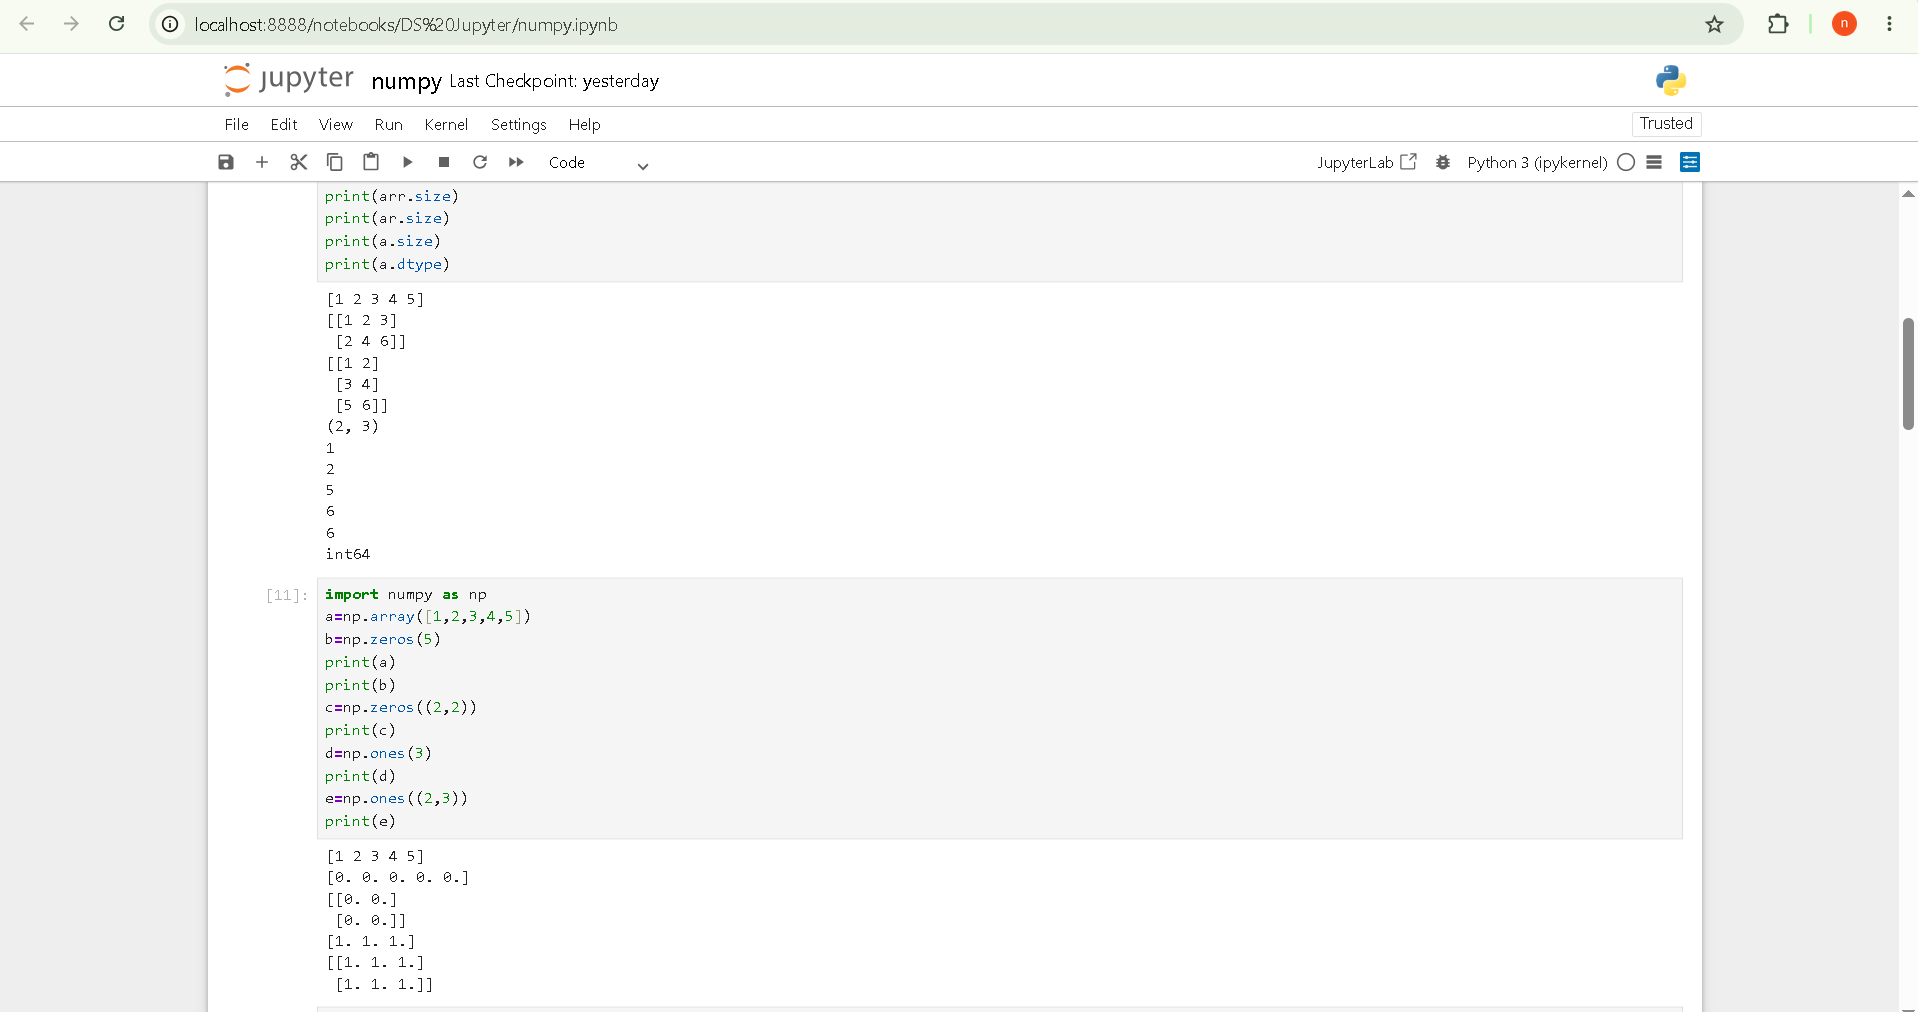 localhost:8888/notebooks/DS%20Jupyter/numpy.ipynb
n
jupyter numpy Last Checkpoint: yesterday
File Edit View Run Kernel Settings Help
Trusted
Code
JupyterLab Python 3 (ipykernel)
print(arr.size)
print(ar.size)
print(a.size)
print(a.dtype)
[1 2 3 4 5]
[[1 2 3]
 [2 4 6]]
[[1 2]
 [3 4]
 [5 6]]
(2, 3)
1
2
5
6
6
int64
[11]:
import numpy as np
a=np.array([1,2,3,4,5])
b=np.zeros(5)
print(a)
print(b)
c=np.zeros((2,2))
print(c)
d=np.ones(3)
print(d)
e=np.ones((2,3))
print(e)
[1 2 3 4 5]
[0. 0. 0. 0. 0.]
[[0. 0.]
 [0. 0.]]
[1. 1. 1.]
[[1. 1. 1.]
 [1. 1. 1.]]